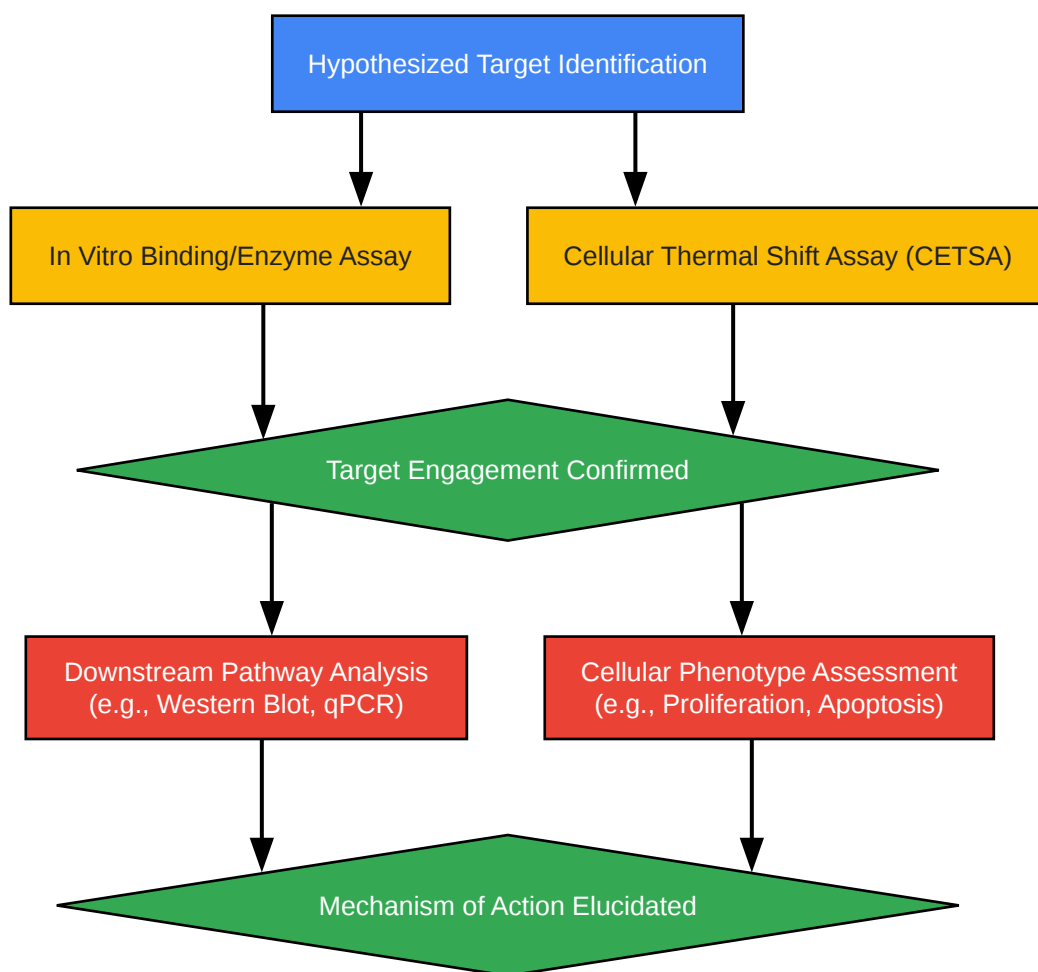 Hypothesized Target Identification
In Vitro Binding/Enzyme Assay
Cellular Thermal Shift Assay (CETSA)
Target Engagement Confirmed
Downstream Pathway Analysis
(e.g., Western Blot, qPCR)
Cellular Phenotype Assessment
(e.g., Proliferation, Apoptosis)
Mechanism of Action Elucidated